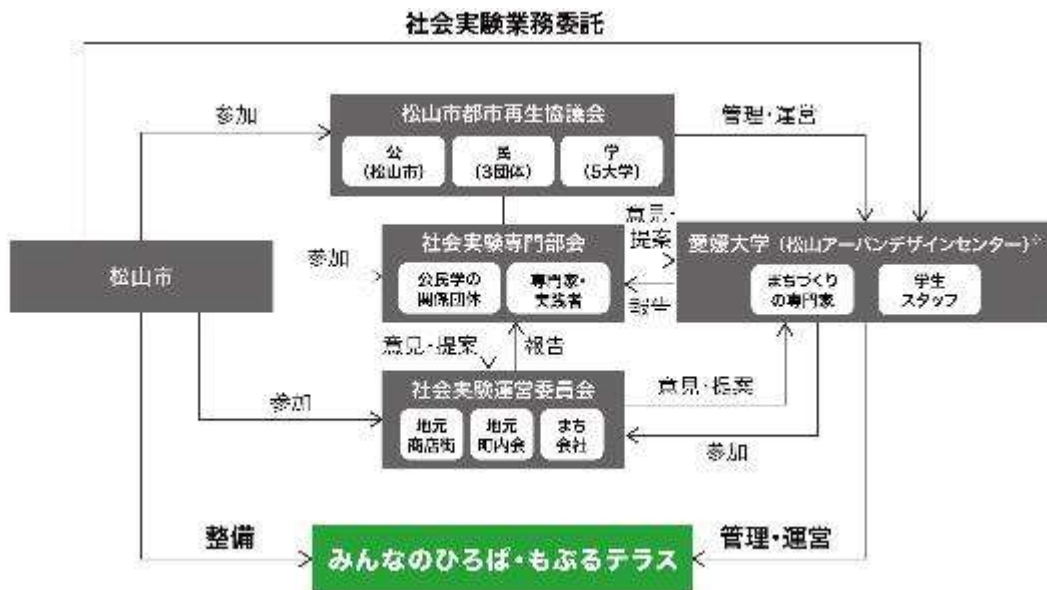 社会実験業務委託
参加
松山市都市再生協議会
管理・運営
公
(松山市)
民
(3団体)
学
(5大学)
松山市
参加
社会実験専門部会
公民学の
関係団体
専門家・
実践者
意見・
提案
報告
愛媛大学(松山アーバンデザインセンター)※
まちづくり
の専門家
学生
スタッフ
意見・提案
報告
参加
社会実験運営委員会
地元
商店街
地元
町内会
まち
会社
意見・提案
参加
整備
みんなのひろば・もぶるテラス
管理・運営